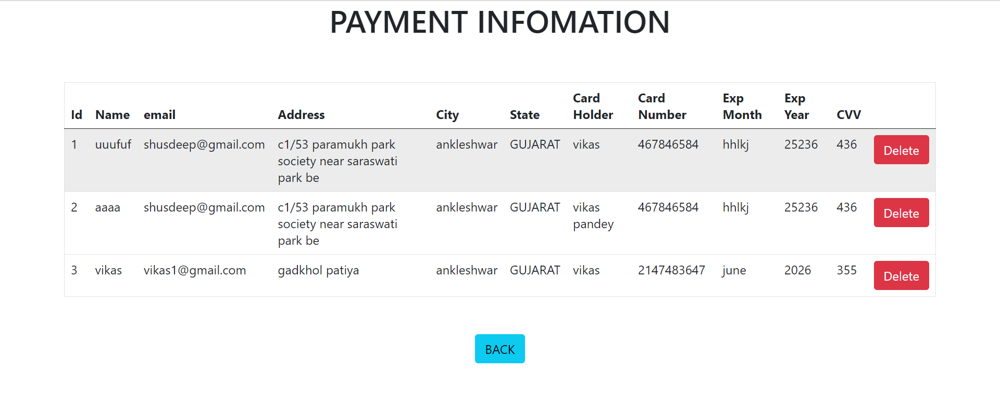 PAYMENT INFOMATION
Id Name email Address City State Card Holder Card Number Exp Month Exp Year CVV
1 uuufuf shusdeep@gmail.com c1/53 paramukh park society near saraswati park be ankleshwar GUJARAT vikas 467846584 hhlkj 25236 436 Delete
2 aaaa shusdeep@gmail.com c1/53 paramukh park society near saraswati park be ankleshwar GUJARAT vikas pandey 467846584 hhlkj 25236 436 Delete
3 vikas vikas1@gmail.com gadkhol patiya ankleshwar GUJARAT vikas 2147483647 june 2026 355 Delete
BACK